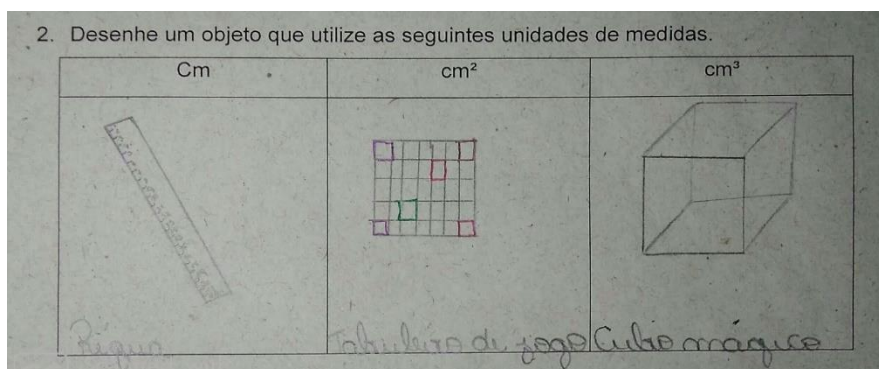 2. Desenhe um objeto que utilize as seguintes unidades de medidas.
Cm cm² cm³
Régua Tabuleiro de jogo Cubo mágico